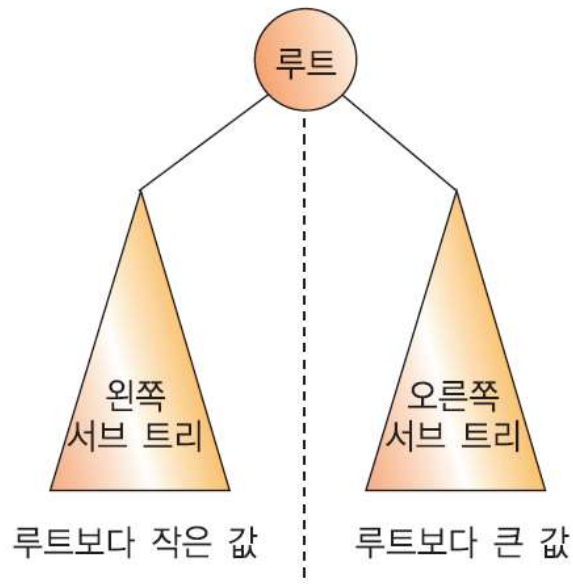 루트
왼쪽
서브 트리
오른쪽
서브 트리
루트보다 작은 값
루트보다 큰 값